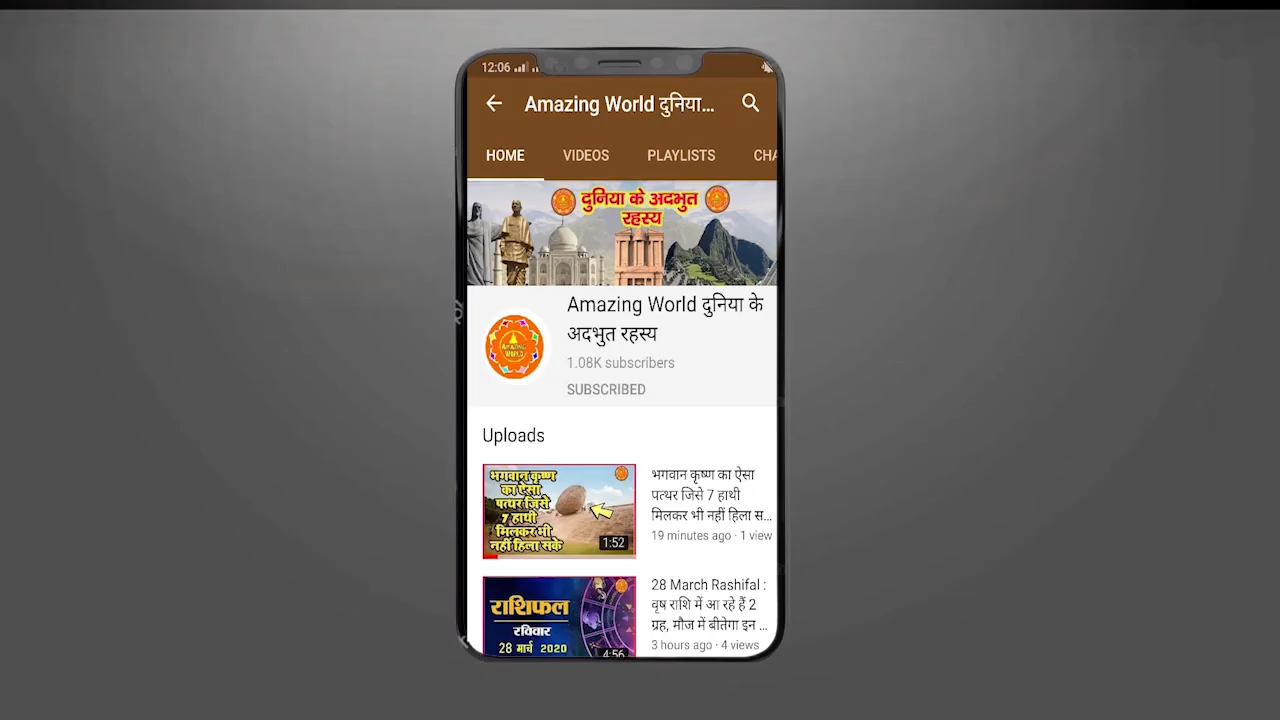 12:06
Amazing World दुनिया...
HOME VIDEOS PLAYLISTS CHA
दुनिया के अदभुत
रहस्य
Amazing World दुनिया के
अदभुत रहस्य
AMAZING
WORLD
1.08K subscribers
SUBSCRIBED
Uploads
भगवान कृष्ण
का ऐसा
पत्थर जिसे
7 हाथी
मिलकर भी
नहीं हिला सके
1:52
भगवान कृष्ण का ऐसा
पत्थर जिसे 7 हाथी
मिलकर भी नहीं हिला स...
19 minutes ago · 1 view
राशिफल
रविवार
28 मार्च 2020
4:56
28 March Rashifal :
वृष राशि में आ रहे हैं 2
ग्रह, मौज में बीतेगा इन ...
3 hours ago · 4 views